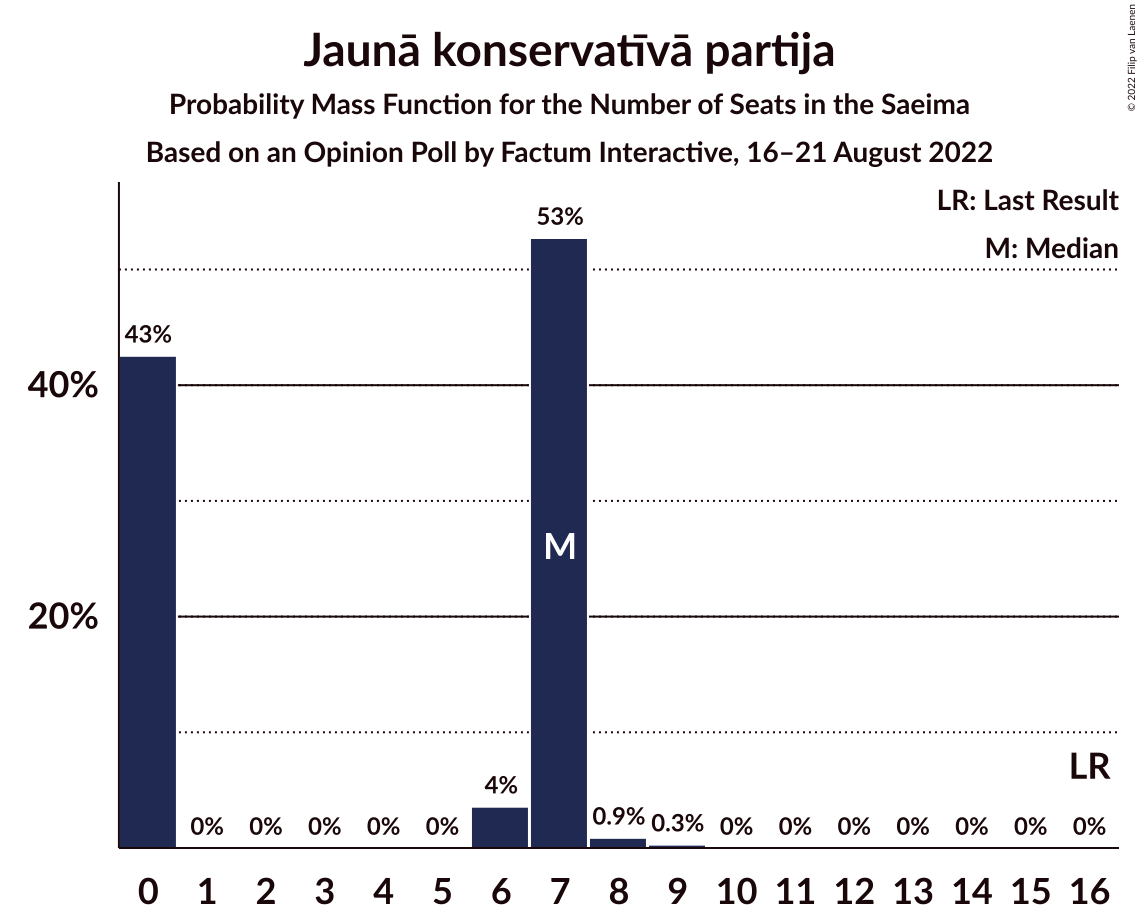 Jaunā konservatīvā partija
Probability Mass Function for the Number of Seats in the Saeima
Based on an Opinion Poll by Factum Interactive, 16–21 August 2022
© 2022 Filip van Laenen
LR: Last Result
M: Median
53%
43%
40%
M
20%
LR
4%
0% 0% 0% 0% 0% 0.9% 0.3% 0% 0% 0% 0% 0% 0% 0%
0 1 2 3 4 5 6 7 8 9 10 11 12 13 14 15 16